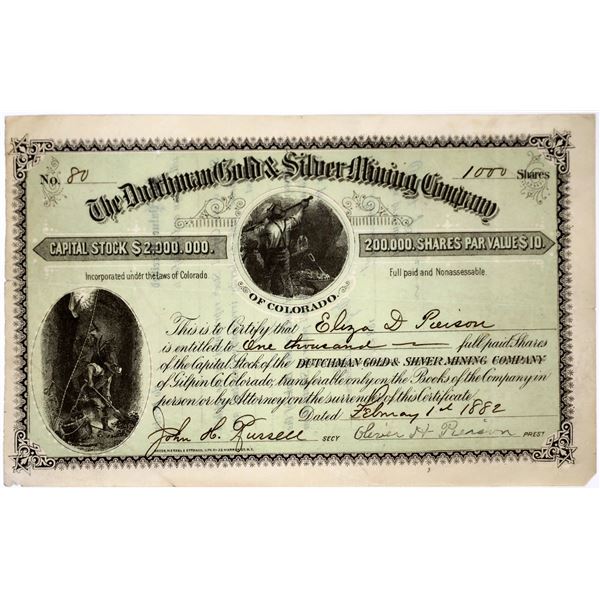 No. 80
1000 Shares
The Dutchman Gold & Silver Mining Company
CAPITAL STOCK $2,000,000.
200,000, SHARES PAR VALUE $10.
Incorporated under the Laws of Colorado.
Full paid and Nonassessable.
OF COLORADO.
This is to Certify that Eliza D Pierson
is entitled to One thousand full paid Shares
of the Capital Stock of the DUTCHMAN GOLD & SILVER MINING COMPANY
of Gilpin Co. Colorado, transferable only on the Books of the Company in
person or by Attorney on the surrender of this Certificate.
Dated February 1st 1882
John H. Russell SECY
Oliver H Pierson PREST